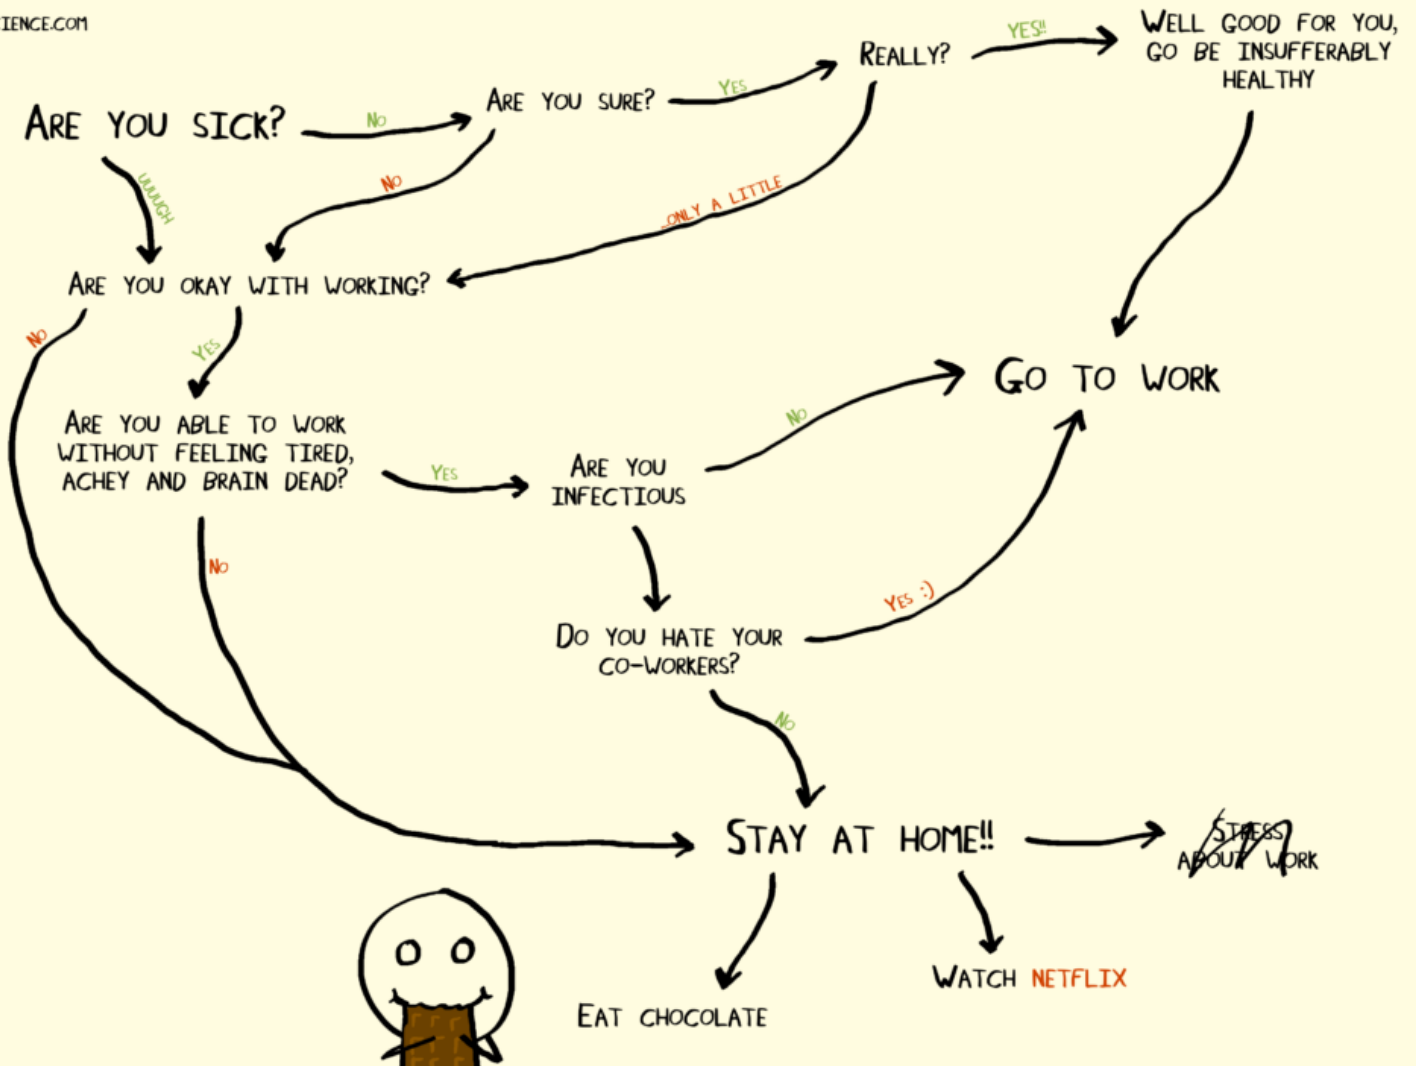 IENCE.COM
ARE YOU SICK?
NO
ARE YOU SURE?
YES
REALLY?
YES!!
WELL GOOD FOR YOU,
GO BE INSUFFERABLY
HEALTHY
UUUUGH
NO
...ONLY A LITTLE
ARE YOU OKAY WITH WORKING?
NO
YES
GO TO WORK
ARE YOU ABLE TO WORK
WITHOUT FEELING TIRED,
ACHEY AND BRAIN DEAD?
YES
ARE YOU
INFECTIOUS
NO
NO
DO YOU HATE YOUR
CO-WORKERS?
YES :)
NO
STAY AT HOME!!
STRESS
ABOUT WORK
WATCH NETFLIX
EAT CHOCOLATE